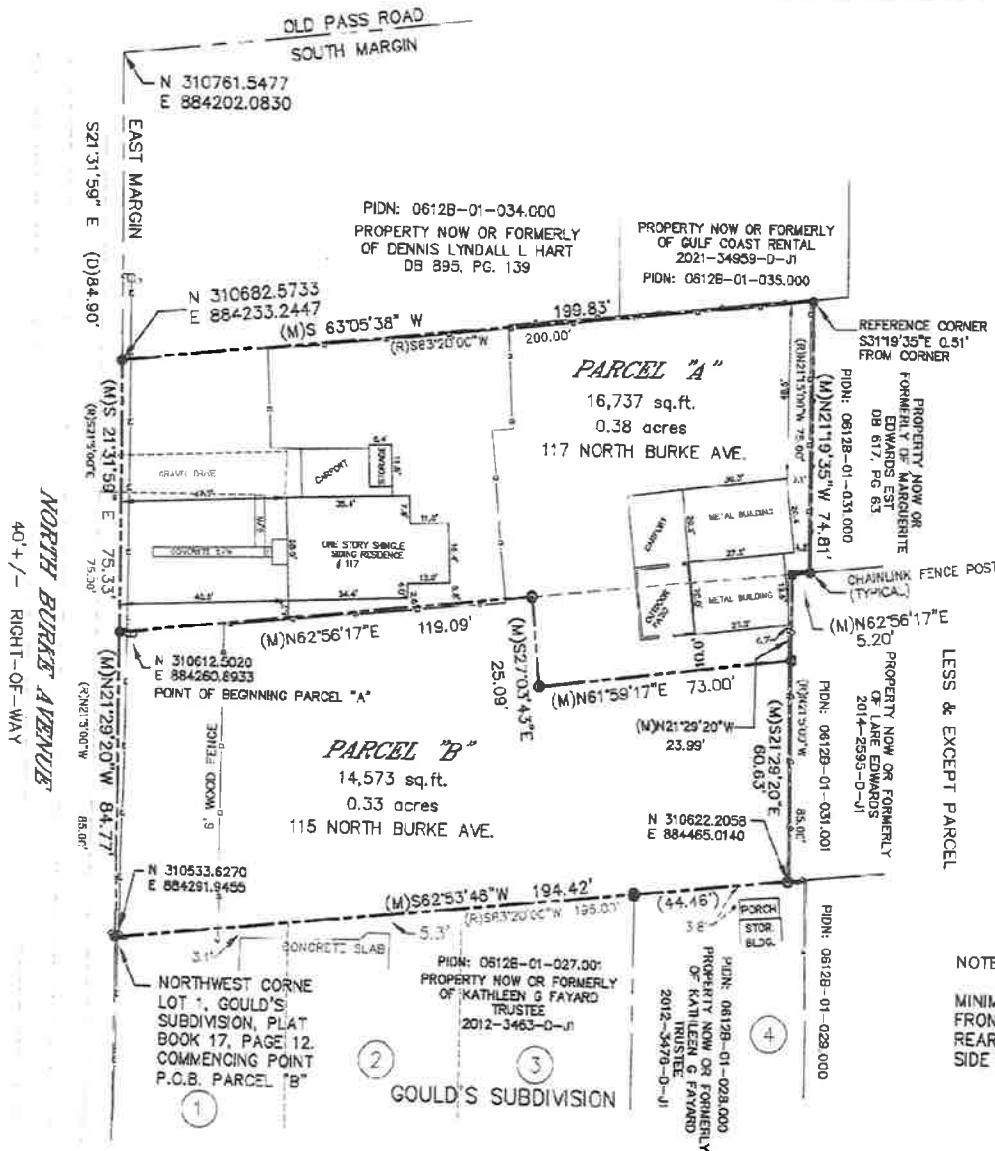 OLD PASS ROAD
SOUTH MARGIN
N 310761.5477
E 884202.0830
EAST MARGIN
S21°31'59" E (D)84.90'
PIDN: 0612B-01-034.000
PROPERTY NOW OR FORMERLY
OF DENNIS LYNDALL L HART
DB 895, PG. 139
PROPERTY NOW OR FORMERLY
OF GULF COAST RENTAL
2021-34959-D-J1
PIDN: 0612B-01-035.000
N 310682.5733
E 884233.2447
(M)S 63°05'38" W
199.83'
(R)S63°20'00"W
200.00'
REFERENCE CORNER
S31°19'35"E 0.51'
FROM CORNER
PARCEL "A"
16,737 sq.ft.
0.38 acres
117 NORTH BURKE AVE.
(M)N21°19'35"W 74.81'
75.00'
PIDN: 0612B-01-031.000
PROPERTY NOW OR
FORMERLY OF MARGUERITE
EDWARDS EST
DB 617, PG 63
(M)S 21°31'59" E 75.33'
75.00'
GRAVEL DRIVE
CARPORT
STORAGE
ONE STORY SHINGLE
SIDING RESIDENCE
# 117
METAL BUILDING
CARPORT
METAL BUILDING
OUTDOOR
PATIO
10.0'
CHAINLINK FENCE POST
(TYPICAL)
(M)N62°56'17"E
5.20'
(M)N62°56'17"E
119.09'
(M)S27°03'43"E
25.09'
(M)N61°59'17"E 73.00'
(M)N21°29'20"W
23.99'
N 310612.5020
E 884260.8933
POINT OF BEGINNING PARCEL "A"
NORTH BURKE AVENUE
40'+/- RIGHT-OF-WAY
(M)N21°29'20"W 84.77'
6' WOOD FENCE
PARCEL "B"
14,573 sq.ft.
0.33 acres
115 NORTH BURKE AVE.
(M)S21°29'20"E
60.63'
85.00'
PIDN: 0612B-01-031.001
PROPERTY NOW OR FORMERLY
OF LARE EDWARDS
2014-2595-D-J1
LESS & EXCEPT PARCEL
N 310622.2058
E 884465.0140
N 310533.6270
E 884291.9455
(M)S62°53'46"W
194.42'
(R)S63°20'00"W
195.00'
(44.46')
PORCH
STOR.
BLDG.
3.8'
5.3'
3.1'
CONCRETE SLAB
PIDN: 0612B-01-027.001
PROPERTY NOW OR FORMERLY
OF KATHLEEN G FAYARD
TRUSTEE
2012-3463-D-J1
PIDN: 0612B-01-028.000
PROPERTY NOW OR FORMERLY
OF KATHLEEN G FAYARD
TRUSTEE
2012-3479-D-J1
PIDN: 0612B-01-029.000
NORTHWEST CORNE
LOT 1, GOULD'S
SUBDIVISION, PLAT
BOOK 17, PAGE 12.
COMMENCING POINT
P.O.B. PARCEL "B"
1
2
3
4
GOULD'S SUBDIVISION
NOTE
MINIM
FRON
REAR
SIDE